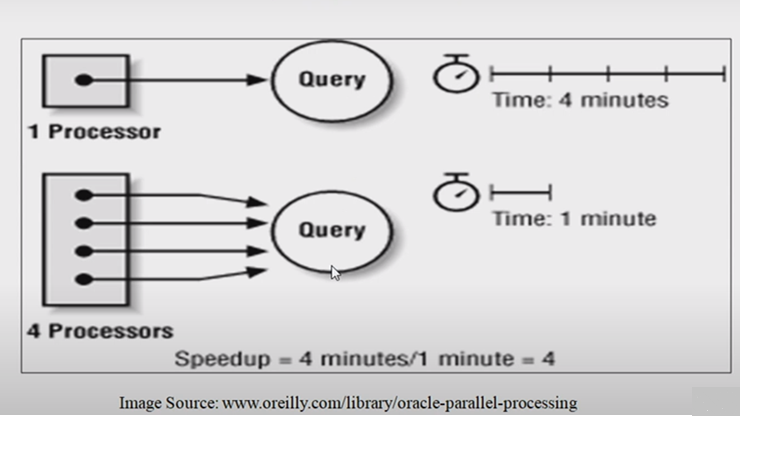 Query
Time: 4 minutes
1 Processor
Query
Time: 1 minute
4 Processors
Speedup = 4 minutes/1 minute = 4
Image Source: www.oreilly.com/library/oracle-parallel-processing